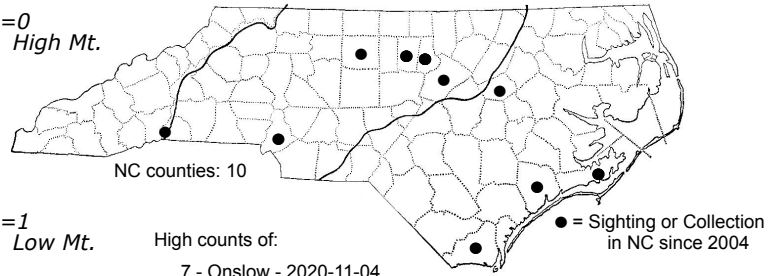 =0
High Mt.
NC counties: 10
=1
Low Mt.
High counts of:
= Sighting or Collection
in NC since 2004
7 - Onslow - 2020-11-04